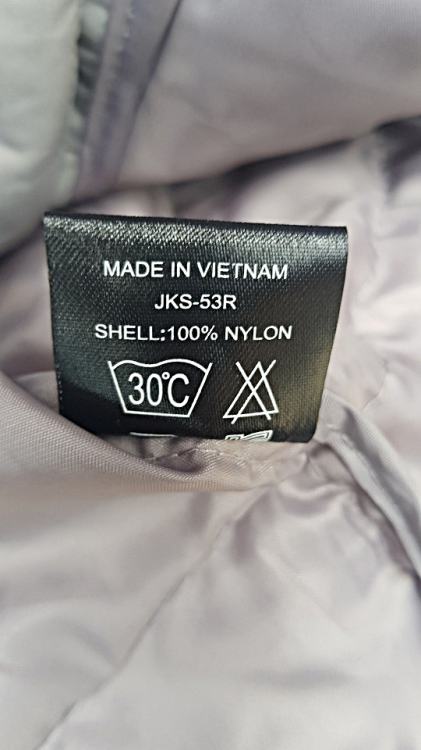 MADE IN VIETNAM
JKS-53R
SHELL:100% NYLON
30℃